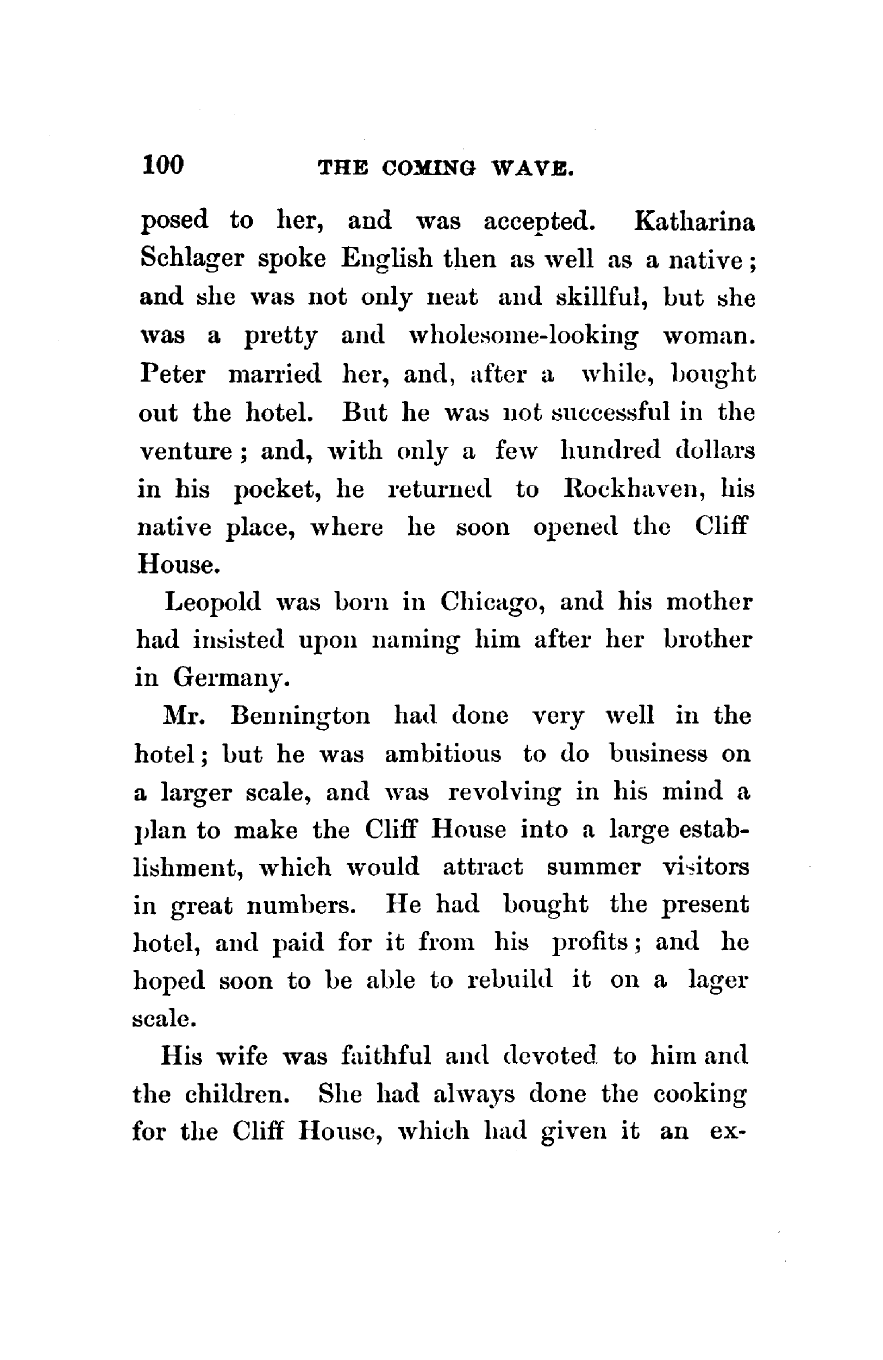 100 THE COMING WAVE.
posed to her, and was accepted. Katharina
Schlager spoke English then as well as a native ;
and she was not only neat and skillful, but she
was a pretty and wholesome-looking woman.
Peter married her, and, after a while, bought
out the hotel. But he was not successful in the
venture ; and, with only a few hundred dollars
in his pocket, he returned to Rockhaven, his
native place, where he soon opened the Cliff
House.
Leopold was born in Chicago, and his mother
had insisted upon naming him after her brother
in Germany.
Mr. Bennington had done very well in the
hotel ; but he was ambitious to do business on
a larger scale, and was revolving in his mind a
plan to make the Cliff House into a large estab-
lishment, which would attract summer visitors
in great numbers. He had bought the present
hotel, and paid for it from his profits ; and he
hoped soon to be able to rebuild it on a lager
scale.
His wife was faithful and devoted to him and
the children. She had always done the cooking
for the Cliff House, which had given it an ex-